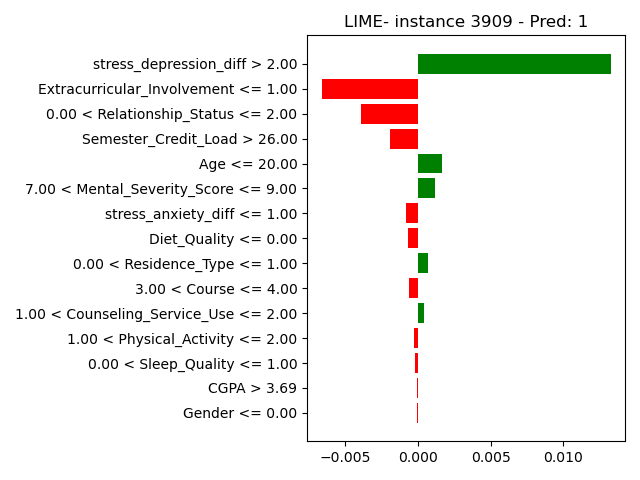 LIME- instance 3909 - Pred: 1
stress_depression_diff > 2.00
Extracurricular_Involvement <= 1.00
0.00 < Relationship_Status <= 2.00
Semester_Credit_Load > 26.00
Age <= 20.00
7.00 < Mental_Severity_Score <= 9.00
stress_anxiety_diff <= 1.00
Diet_Quality <= 0.00
0.00 < Residence_Type <= 1.00
3.00 < Course <= 4.00
1.00 < Counseling_Service_Use <= 2.00
1.00 < Physical_Activity <= 2.00
0.00 < Sleep_Quality <= 1.00
CGPA > 3.69
Gender <= 0.00
−0.005 0.000 0.005 0.010